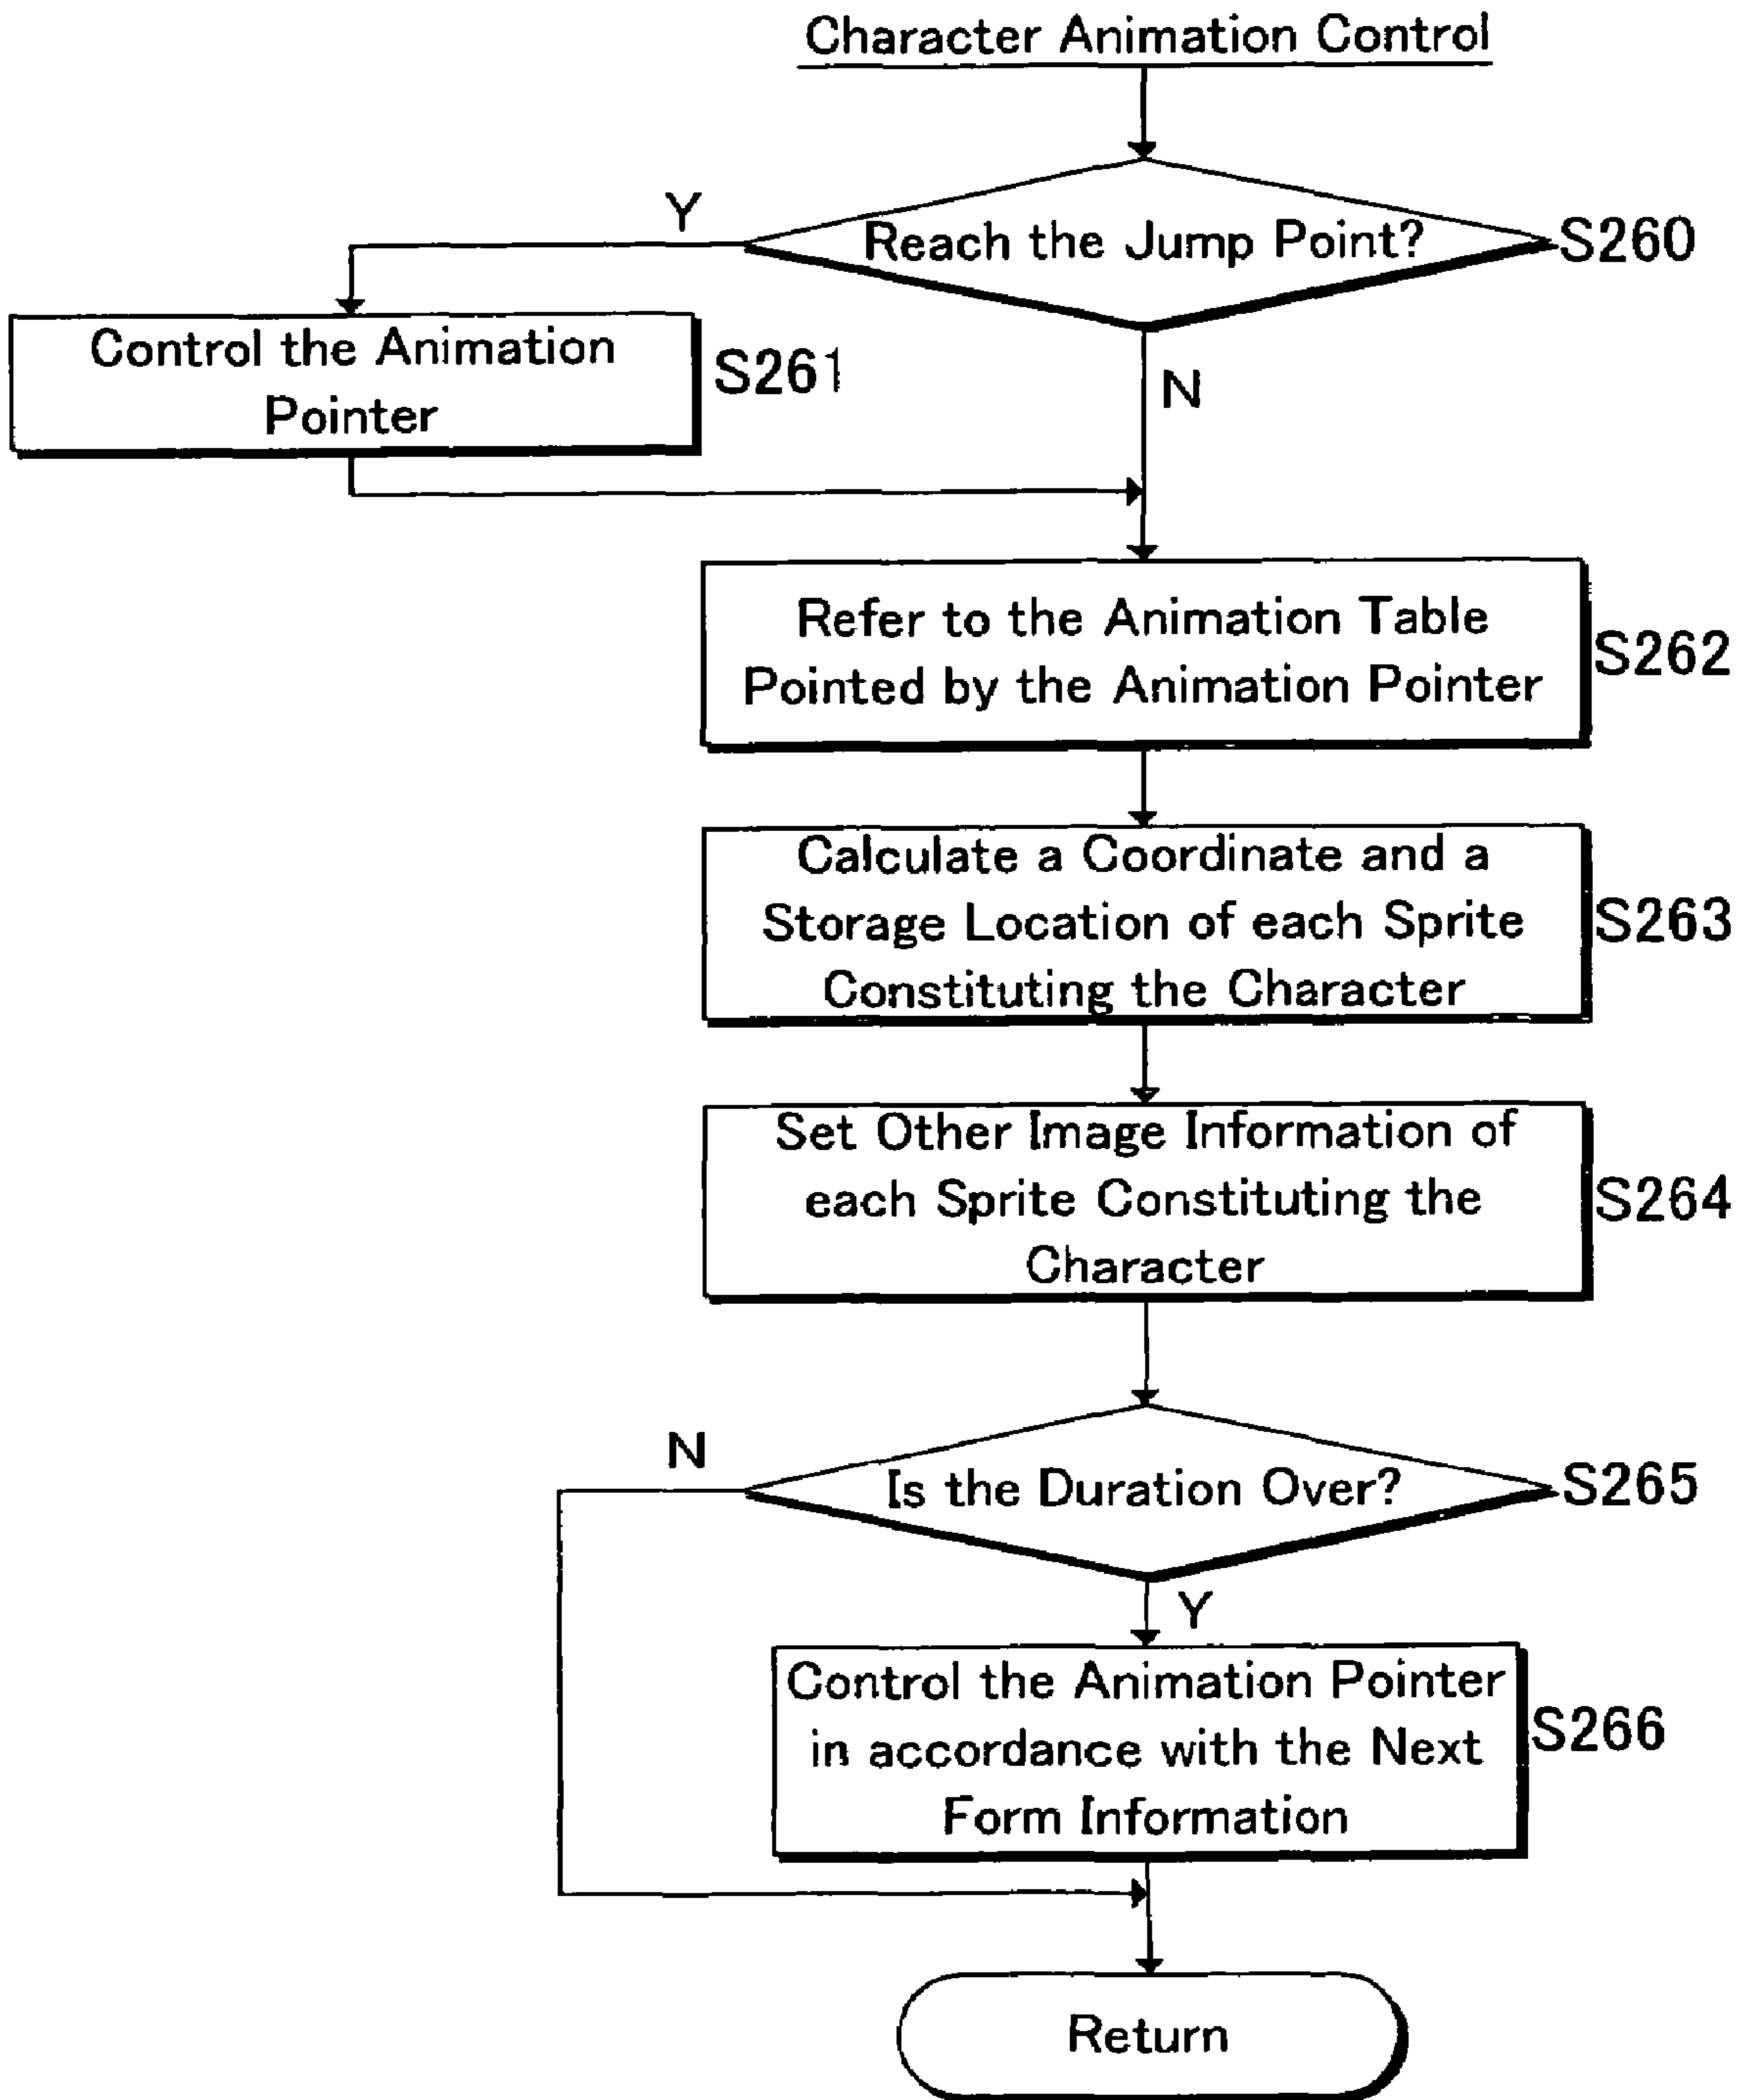 Character Animation Control
Y
Reach the Jump Point?
S260
Control the Animation
Pointer
S261
N
Refer to the Animation Table
Pointed by the Animation Pointer
S262
Calculate a Coordinate and a
Storage Location of each Sprite
Constituting the Character
S263
Set Other Image Information of
each Sprite Constituting the
Character
S264
N
Is the Duration Over?
S265
Y
Control the Animation Pointer
in accordance with the Next
Form Information
S266
Return